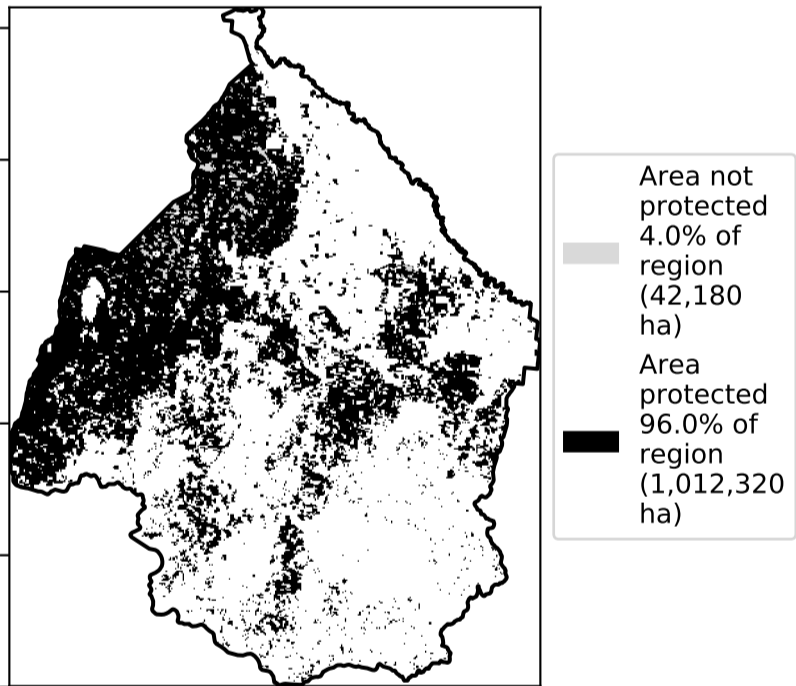 Area not
protected
4.0% of
region
(42,180
ha)
Area
protected
96.0% of
region
(1,012,320
ha)